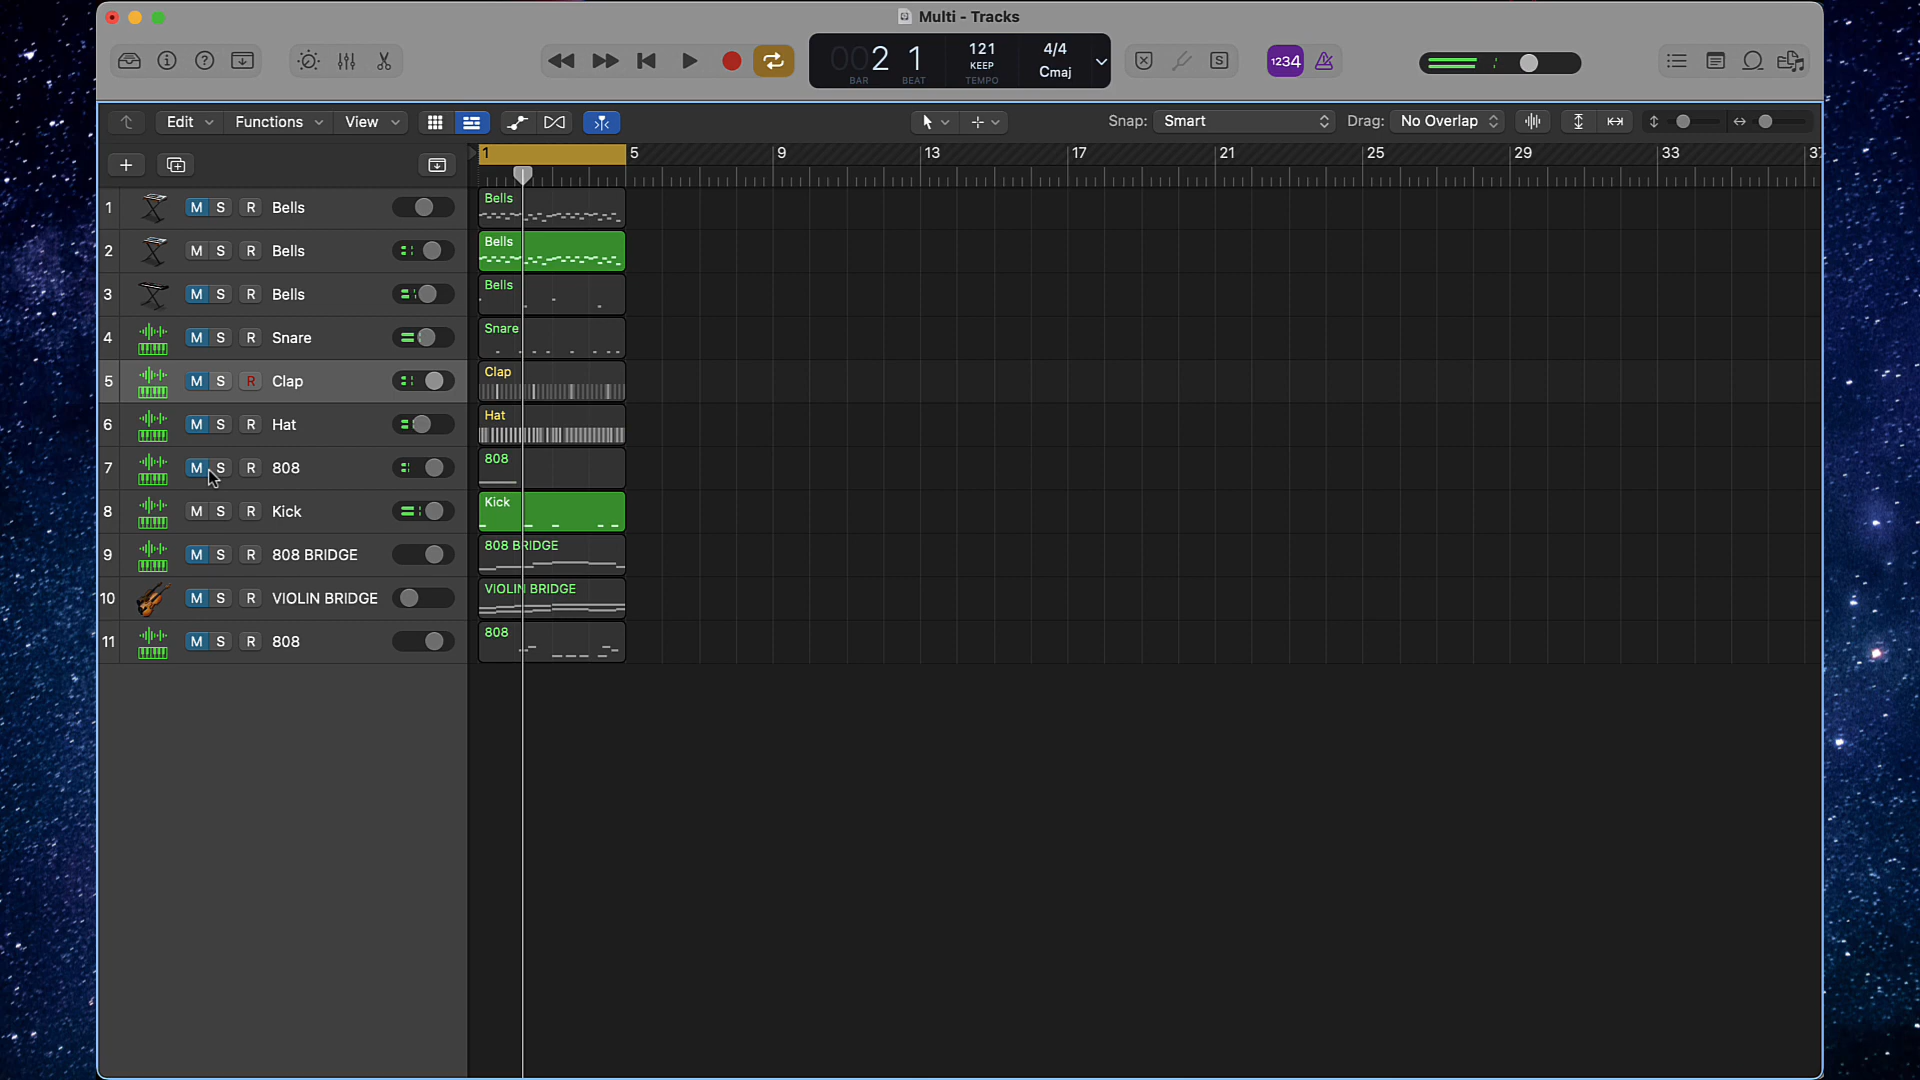 Multi - Tracks
002 1
BAR BEAT
121
KEEP
TEMPO
4/4
Cmaj
S
1234
Edit
Functions
View
Snap: Smart
Drag: No Overlap
1 5 9 13 17 21 25 29 33 37
1 M S R Bells
Bells
2 M S R Bells
Bells
3 M S R Bells
Bells
4 M S R Snare
Snare
5 M S R Clap
Clap
6 M S R Hat
Hat
7 M S R 808
808
8 M S R Kick
Kick
9 M S R 808 BRIDGE
808 BRIDGE
10 M S R VIOLIN BRIDGE
VIOLIN BRIDGE
11 M S R 808
808